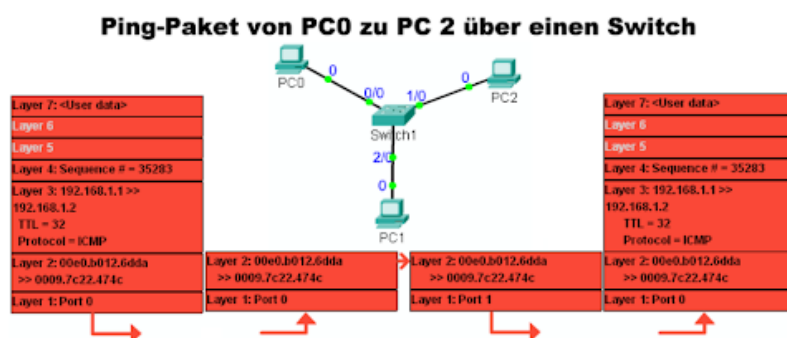 Ping-Paket von PC0 zu PC 2 über einen Switch
0
PC0
0/0
1/0
0
PC2
Switch1
2/0
0
PC1
Layer 7: <User data>
Layer 6
Layer 5
Layer 4: Sequence # = 35283
Layer 3: 192.168.1.1 >>
192.168.1.2
TTL = 32
Protocol = ICMP
Layer 2: 00e0.b012.6dda
>> 0009.7c22.474c
Layer 1: Port 0
Layer 2: 00e0.b012.6dda
>> 0009.7c22.474c
Layer 1: Port 0
Layer 2: 00e0.b012.6dda
>> 0009.7c22.474c
Layer 1: Port 1
Layer 7: <User data>
Layer 6
Layer 5
Layer 4: Sequence # = 35283
Layer 3: 192.168.1.1 >>
192.168.1.2
TTL = 32
Protocol = ICMP
Layer 2: 00e0.b012.6dda
>> 0009.7c22.474c
Layer 1: Port 0